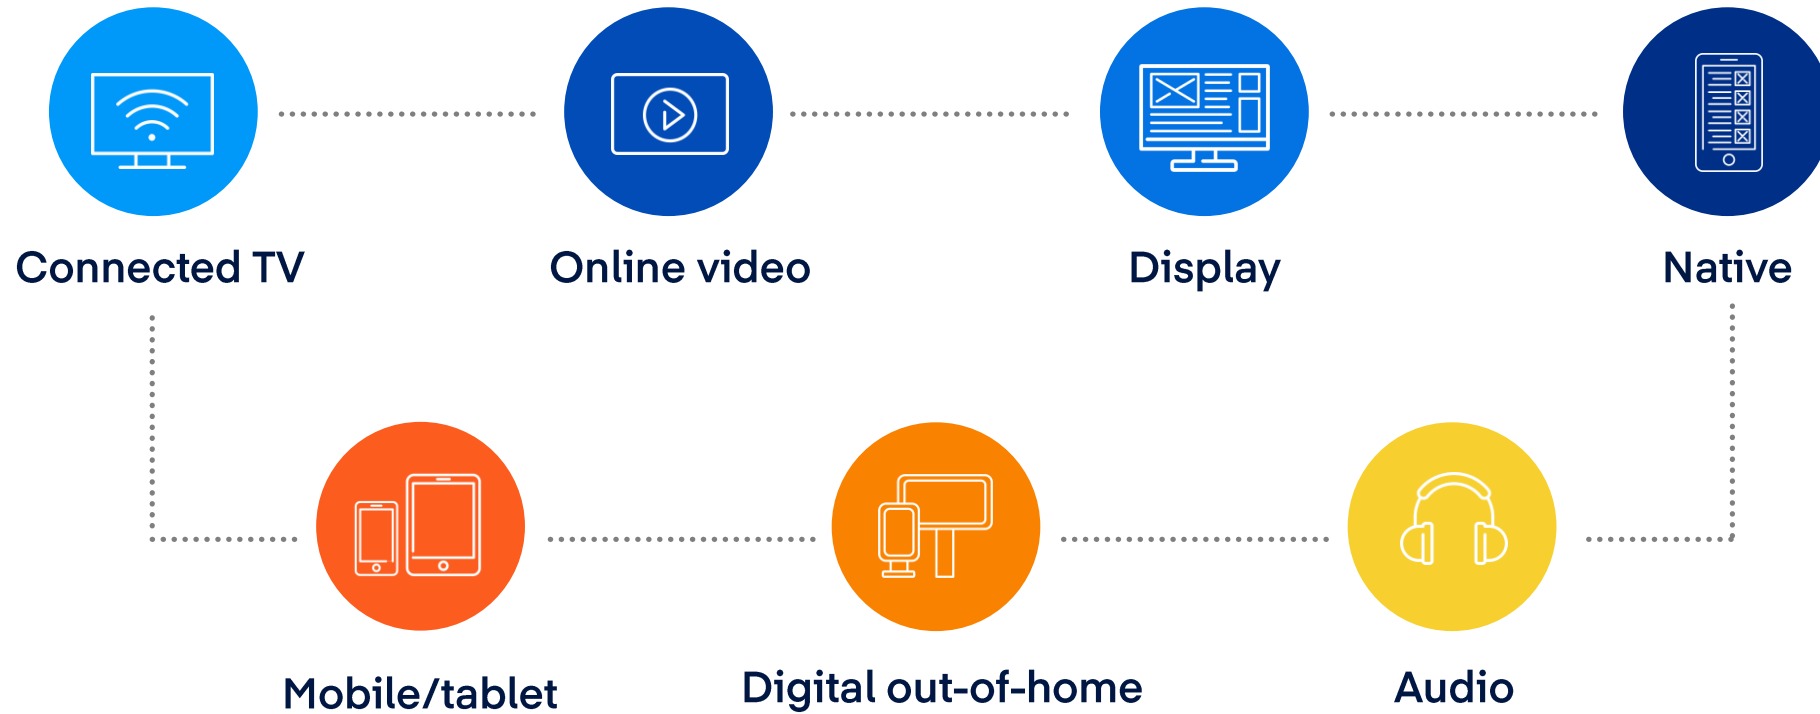 Connected TV
Online video
Display
Native
Mobile/tablet
Digital out-of-home
Audio